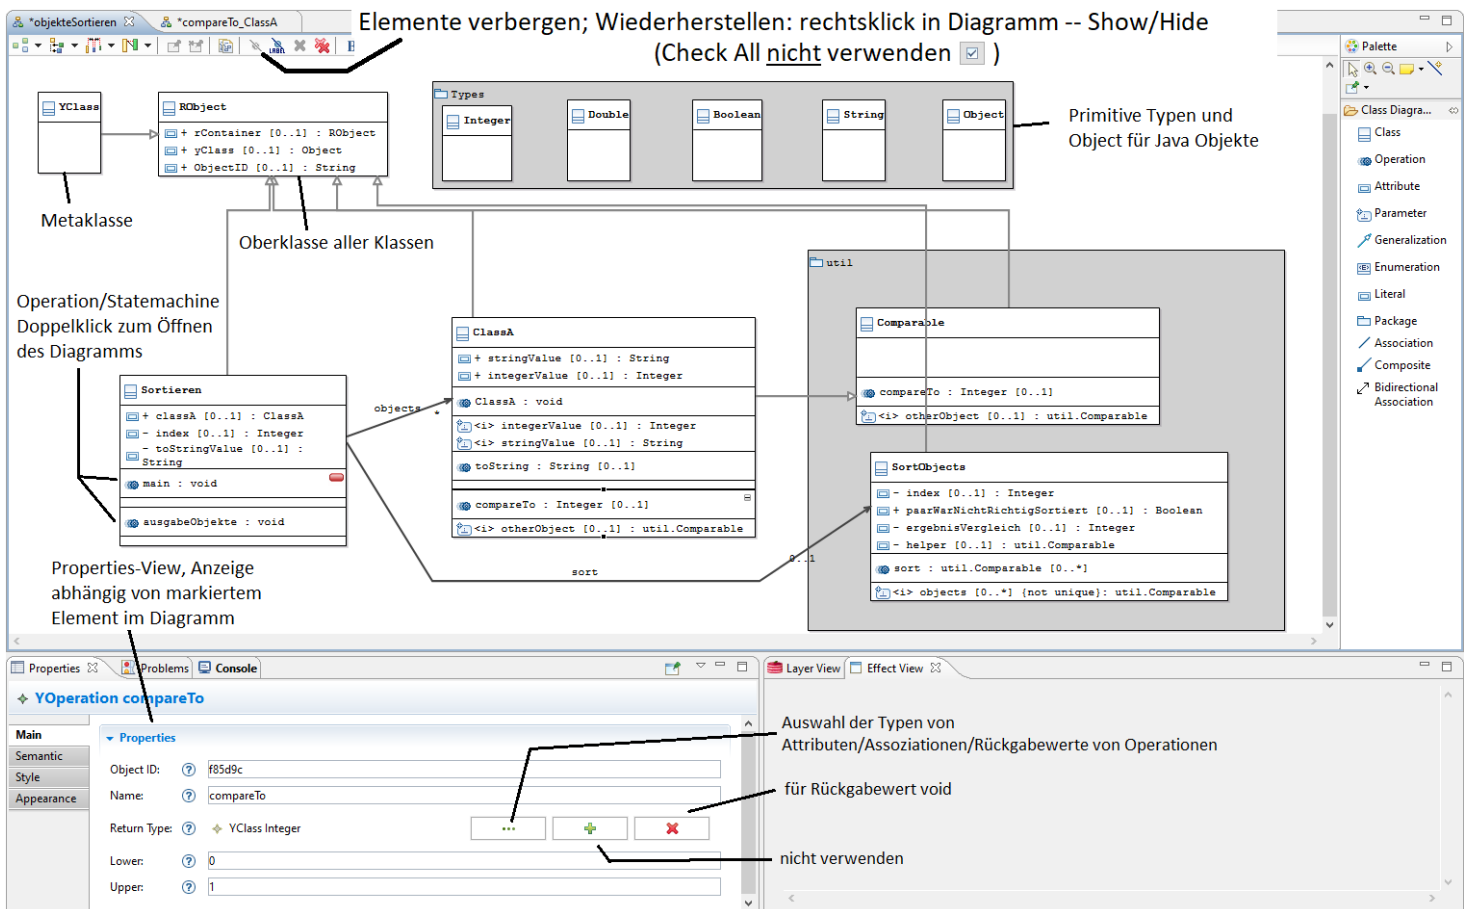 *objekteSortieren
*compareTo_ClassA
Elemente verbergen; Wiederherstellen: rechtsklick in Diagramm -- Show/Hide
(Check All nicht verwenden )
LABEL
Palette
Class Diagra...
Class
Operation
Attribute
Parameter
Generalization
Enumeration
Literal
Package
Association
Composite
Bidirectional
Association
YClass
Metaklasse
RObject
+ rContainer [0..1] : RObject
+ yClass [0..1] : Object
+ ObjectID [0..1] : String
Oberklasse aller Klassen
Types
Integer
Double
Boolean
String
Object
Primitive Typen und
Object für Java Objekte
util
Operation/Statemachine
Doppelklick zum Öffnen
des Diagramms
Sortieren
+ classA [0..1] : ClassA
- index [0..1] : Integer
- toStringValue [0..1] :
String
main : void
ausgabeObjekte : void
objects
*
ClassA
+ stringValue [0..1] : String
+ integerValue [0..1] : Integer
ClassA : void
<i> integerValue [0..1] : Integer
<i> stringValue [0..1] : String
toString : String [0..1]
compareTo : Integer [0..1]
<i> otherObject [0..1] : util.Comparable
Comparable
compareTo : Integer [0..1]
<i> otherObject [0..1] : util.Comparable
SortObjects
- index [0..1] : Integer
+ paarWarNichtRichtigSortiert [0..1] : Boolean
- ergebnisVergleich [0..1] : Integer
- helper [0..1] : util.Comparable
sort : util.Comparable [0..*]
<i> objects [0..*] {not unique}: util.Comparable
0..1
sort
Properties-View, Anzeige
abhängig von markiertem
Element im Diagramm
Properties
Problems
Console
YOperation compareTo
Main
Semantic
Style
Appearance
Properties
Object ID:
f85d9c
Name:
compareTo
Return Type:
YClass Integer
...
Lower:
0
Upper:
1
Layer View
Effect View
Auswahl der Typen von
Attributen/Assoziationen/Rückgabewerte von Operationen
für Rückgabewert void
nicht verwenden